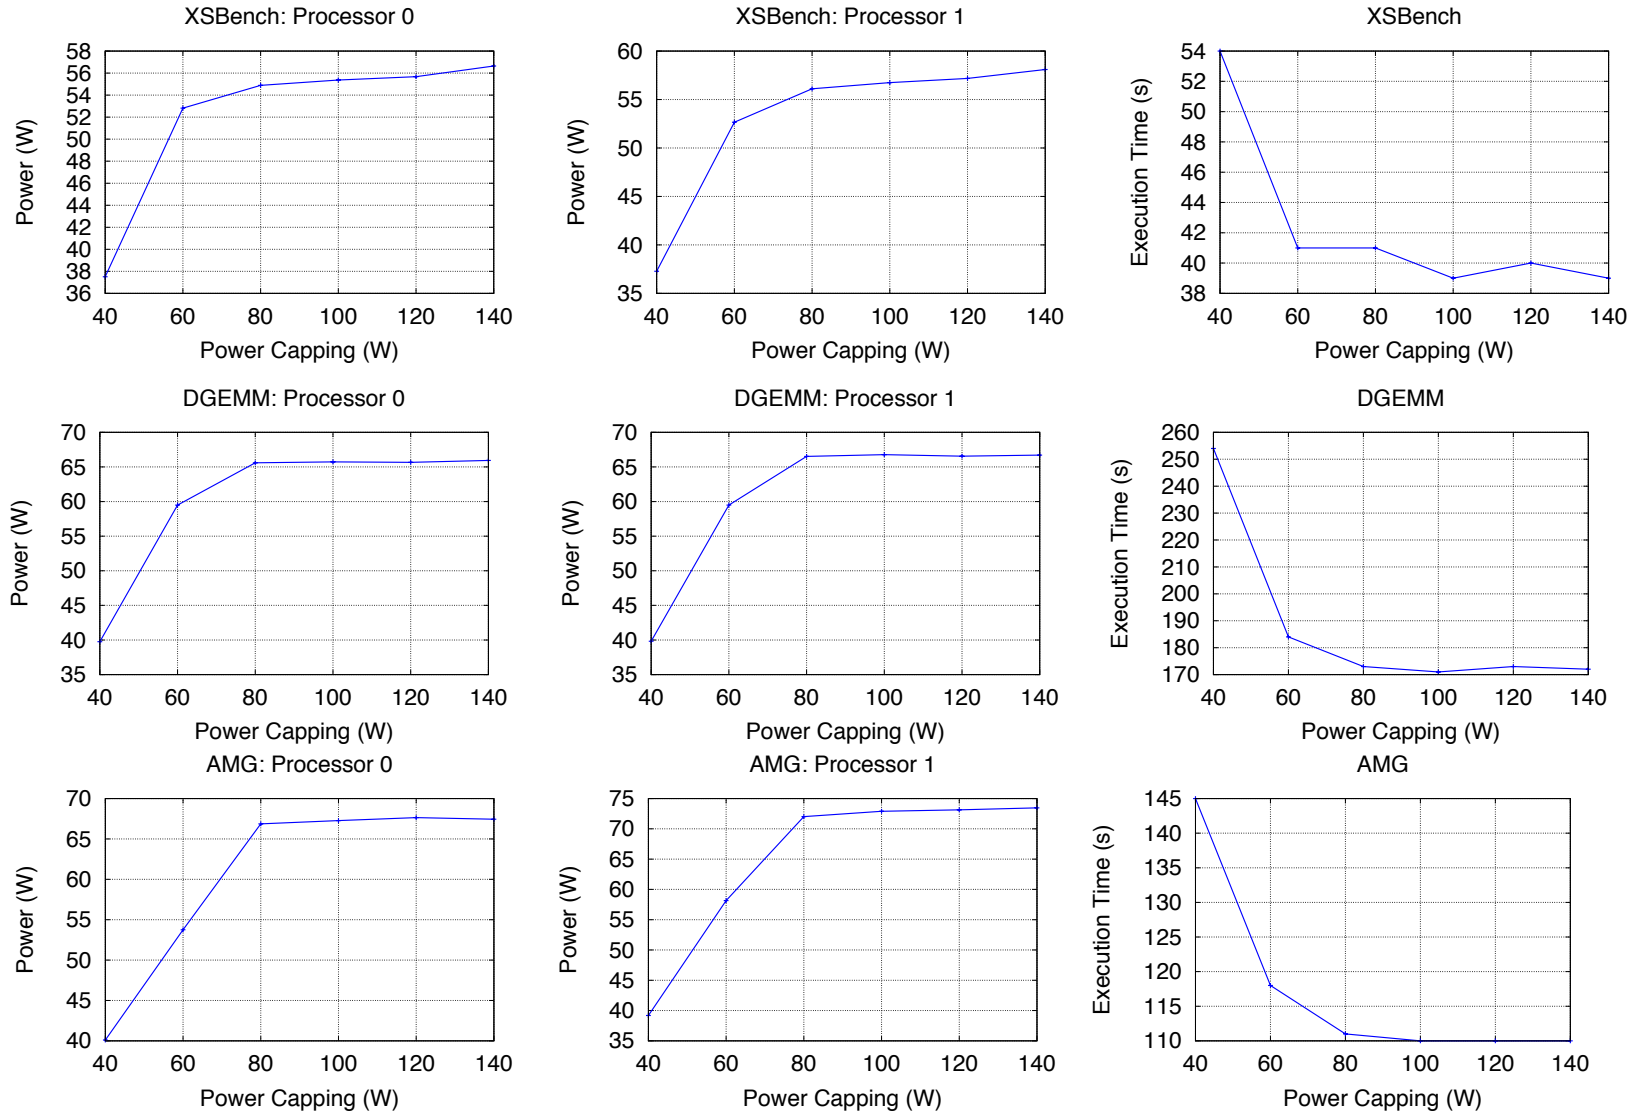 XSBench: Processor 0
58
56
54
52
50
48
46
44
42
40
38
36
Power (W)
40 60 80 100 120 140
Power Capping (W)
XSBench: Processor 1
60
55
50
45
40
35
Power (W)
40 60 80 100 120 140
Power Capping (W)
XSBench
54
52
50
48
46
44
42
40
38
Execution Time (s)
40 60 80 100 120 140
Power Capping (W)
DGEMM: Processor 0
70
65
60
55
50
45
40
35
Power (W)
40 60 80 100 120 140
Power Capping (W)
DGEMM: Processor 1
70
65
60
55
50
45
40
35
Power (W)
40 60 80 100 120 140
Power Capping (W)
DGEMM
260
250
240
230
220
210
200
190
180
170
Execution Time (s)
40 60 80 100 120 140
Power Capping (W)
AMG: Processor 0
70
65
60
55
50
45
40
Power (W)
40 60 80 100 120 140
Power Capping (W)
AMG: Processor 1
75
70
65
60
55
50
45
40
35
Power (W)
40 60 80 100 120 140
Power Capping (W)
AMG
145
140
135
130
125
120
115
110
Execution Time (s)
40 60 80 100 120 140
Power Capping (W)